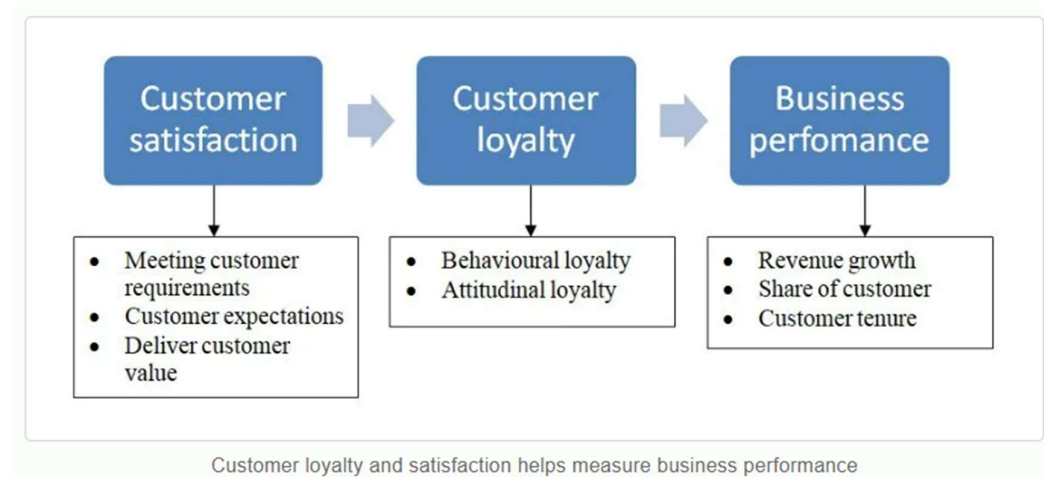 Customer
satisfaction
Customer
loyalty
Business
perfomance
• Meeting customer
requirements
• Customer expectations
• Deliver customer
value
• Behavioural loyalty
• Attitudinal loyalty
• Revenue growth
• Share of customer
• Customer tenure
Customer loyalty and satisfaction helps measure business performance